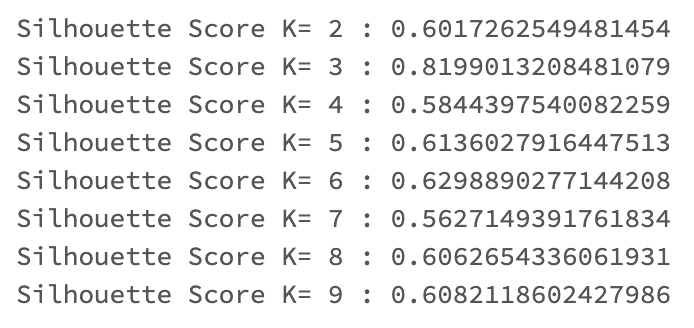 Silhouette Score K= 2 : 0.6017262549481454
Silhouette Score K= 3 : 0.8199013208481079
Silhouette Score K= 4 : 0.5844397540082259
Silhouette Score K= 5 : 0.6136027916447513
Silhouette Score K= 6 : 0.6298890277144208
Silhouette Score K= 7 : 0.5627149391761834
Silhouette Score K= 8 : 0.6062654336061931
Silhouette Score K= 9 : 0.6082118602427986